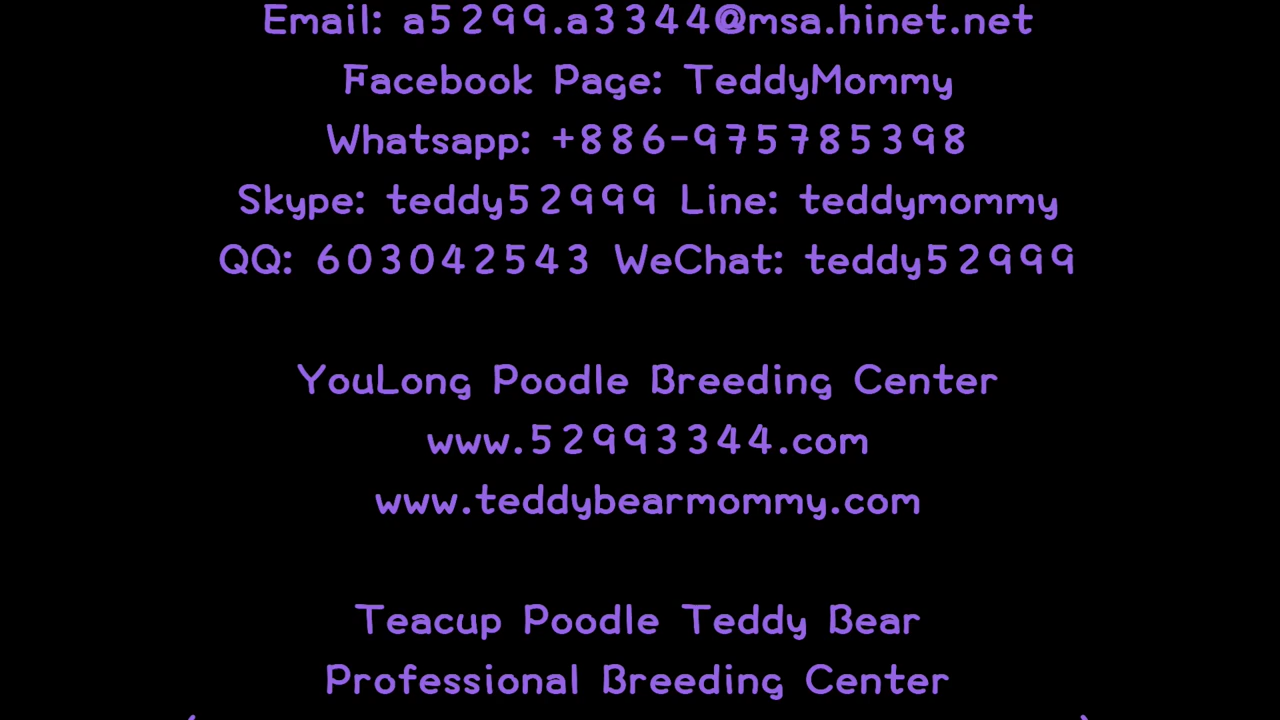 Email: a5299.a3344@msa.hinet.net
Facebook Page: TeddyMommy
Whatsapp: +886-975785398
Skype: teddy52999 Line: teddymommy
QQ: 603042543 WeChat: teddy52999
YouLong Poodle Breeding Center
www.52993344.com
www.teddybearmommy.com
Teacup Poodle Teddy Bear
Professional Breeding Center